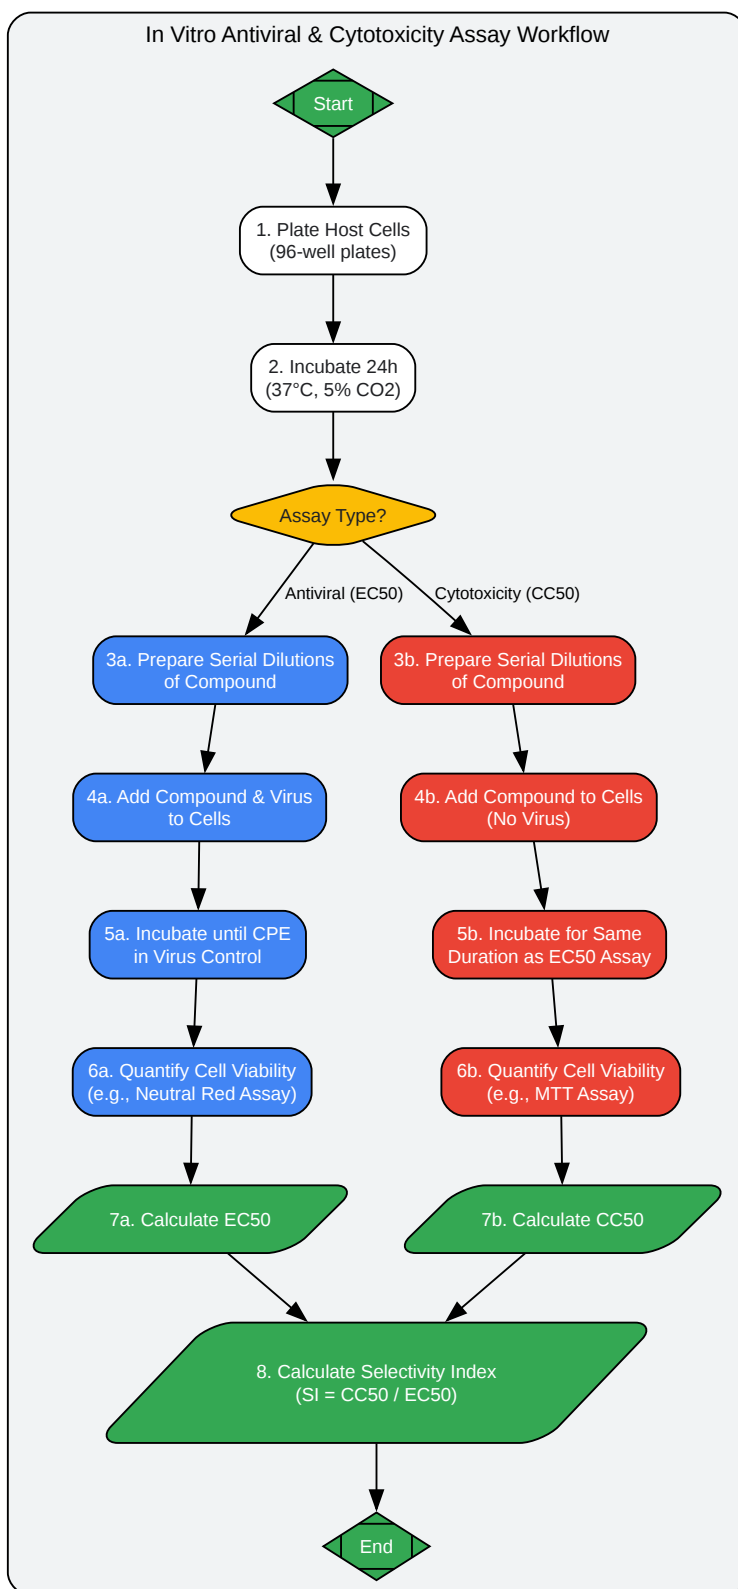 In Vitro Antiviral & Cytotoxicity Assay Workflow
Start
1. Plate Host Cells
(96-well plates)
2. Incubate 24h
(37°C, 5% CO2)
Assay Type?
Antiviral (EC50)
Cytotoxicity (CC50)
3a. Prepare Serial Dilutions
of Compound
3b. Prepare Serial Dilutions
of Compound
4a. Add Compound & Virus
to Cells
4b. Add Compound to Cells
(No Virus)
5a. Incubate until CPE
in Virus Control
5b. Incubate for Same
Duration as EC50 Assay
6a. Quantify Cell Viability
(e.g., Neutral Red Assay)
6b. Quantify Cell Viability
(e.g., MTT Assay)
7a. Calculate EC50
7b. Calculate CC50
8. Calculate Selectivity Index
(SI = CC50 / EC50)
End